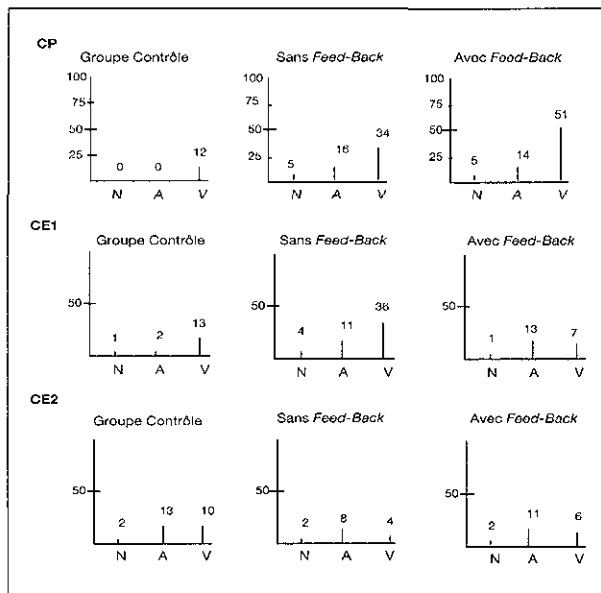 CP
Groupe Contrôle Sans Feed-Back Avec Food-Back
100 100 100
75 75 75
50 50 50
25 25 25
0 0 12 5 16 34 5 14 51
N A V N A V N A V
CE1
Groupe Contrôle Sans Feed-Back Avec Feed-Back
50 50 50
1 2 13 4 11 36 1 13 7
N A V N A V N A V
CE2
Groupe Contrôle Sans Feed-Back Avec Feed-Back
50 50 50
2 13 10 2 8 4 2 11 6
N A V N A V N A V